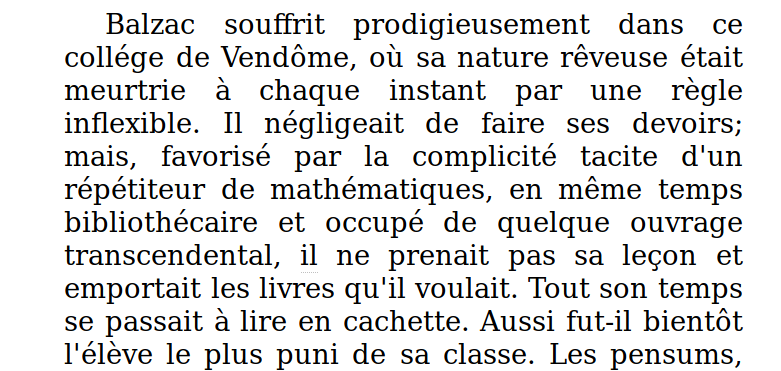 Balzac souffrit prodigieusement dans ce
collége de Vendôme, où sa nature rêveuse était
meurtrie à chaque instant par une règle
inflexible. Il négligeait de faire ses devoirs;
mais, favorisé par la complicité tacite d'un
répétiteur de mathématiques, en même temps
bibliothécaire et occupé de quelque ouvrage
transcendental, il ne prenait pas sa leçon et
emportait les livres qu'il voulait. Tout son temps
se passait à lire en cachette. Aussi fut-il bientôt
l'élève le plus puni de sa classe. Les pensums,